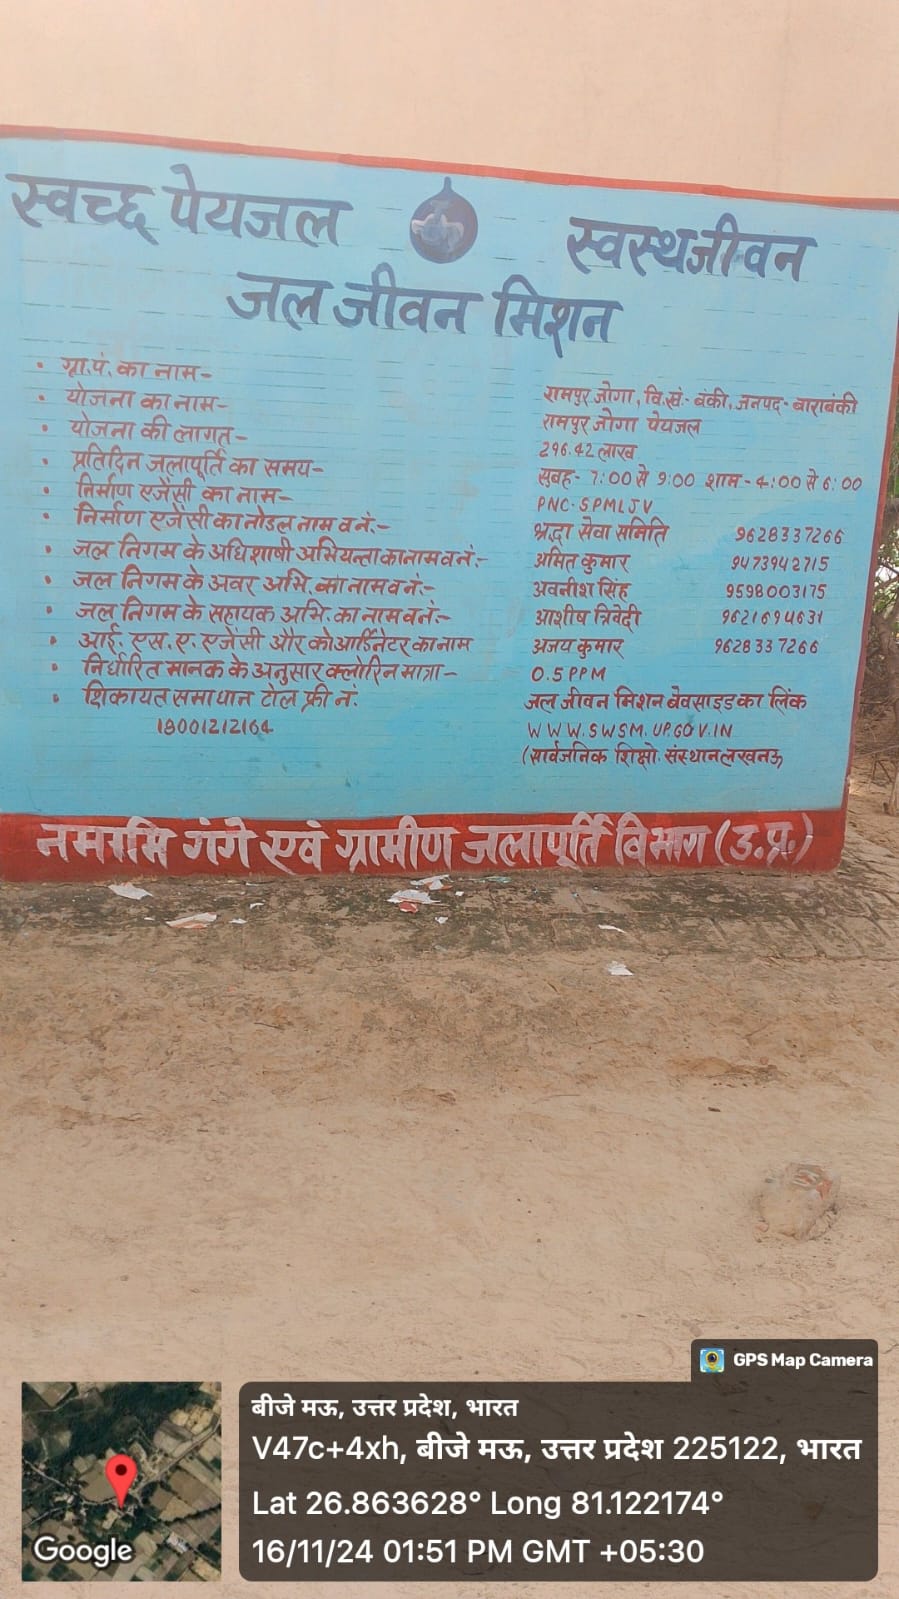 स्वच्छ पेयजल स्वस्थ जीवन
जल जीवन मिशन
• ग्रा.पं. का नाम-
रामपुर जोगा, वि.खं.- बंकी, जनपद- बाराबंकी
• योजना का नाम-
रामपुर जोगा पेयजल
• योजना की लागत-
296.42 लाख
• प्रतिदिन जलापूर्ति का समय-
सुबह- 7:00 से 9:00 शाम- 4:00 से 6:00
• निर्माण एजेंसी का नाम-
PNC-SPMLJV
• निर्माण एजेंसी का नोडल नाम व नं:-
श्रद्धा सेवा समिति 9628337266
• जल निगम के अधिशाषी अभियन्ता का नाम व नं:-
अमित कुमार 9473942715
• जल निगम के अवर अभि. का नाम व नं:-
अवनीश सिंह 9598003175
• जल निगम के सहायक अभि. का नाम व नं:-
आशीष त्रिवेदी 9621694631
• आई. एस. ए. एजेंसी और कोआर्डिनेटर का नाम
अजय कुमार 9628337266
• निर्धारित मानक के अनुसार क्लोरिन मात्रा-
0.5 PPM
• शिकायत समाधान टोल फ्री नं.
18001212164
जल जीवन मिशन बेवसाइड का लिंक
WWW.SWSM.UP.GOV.IN
(सार्वजनिक शिक्षो. संस्थान लखनऊ)
नमामि गंगे एवं ग्रामीण जलापूर्ति विभाग (उ.प्र.)
GPS Map Camera
बीजे मऊ, उत्तर प्रदेश, भारत
V47c+4xh, बीजे मऊ, उत्तर प्रदेश 225122, भारत
Lat 26.863628° Long 81.122174°
16/11/24 01:51 PM GMT +05:30
Google